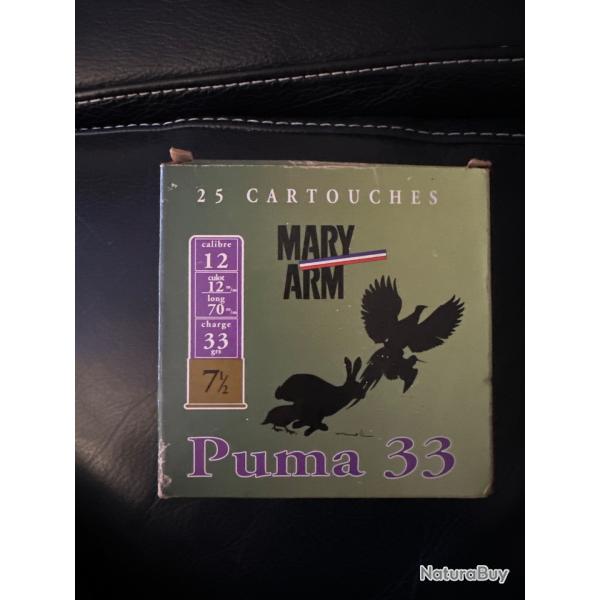 25 CARTOUCHES
MARY
ARM
calibre
12
culot
12 m/m
long
70 m/m
charge
33
grs
7½
Puma 33
NaturaBuy